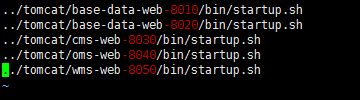 ../tomcat/base-data-web-8010/bin/startup.sh
../tomcat/base-data-web-8020/bin/startup.sh
../tomcat/cms-web-8030/bin/startup.sh
../tomcat/oms-web-8040/bin/startup.sh
../tomcat/wms-web-8050/bin/startup.sh
~